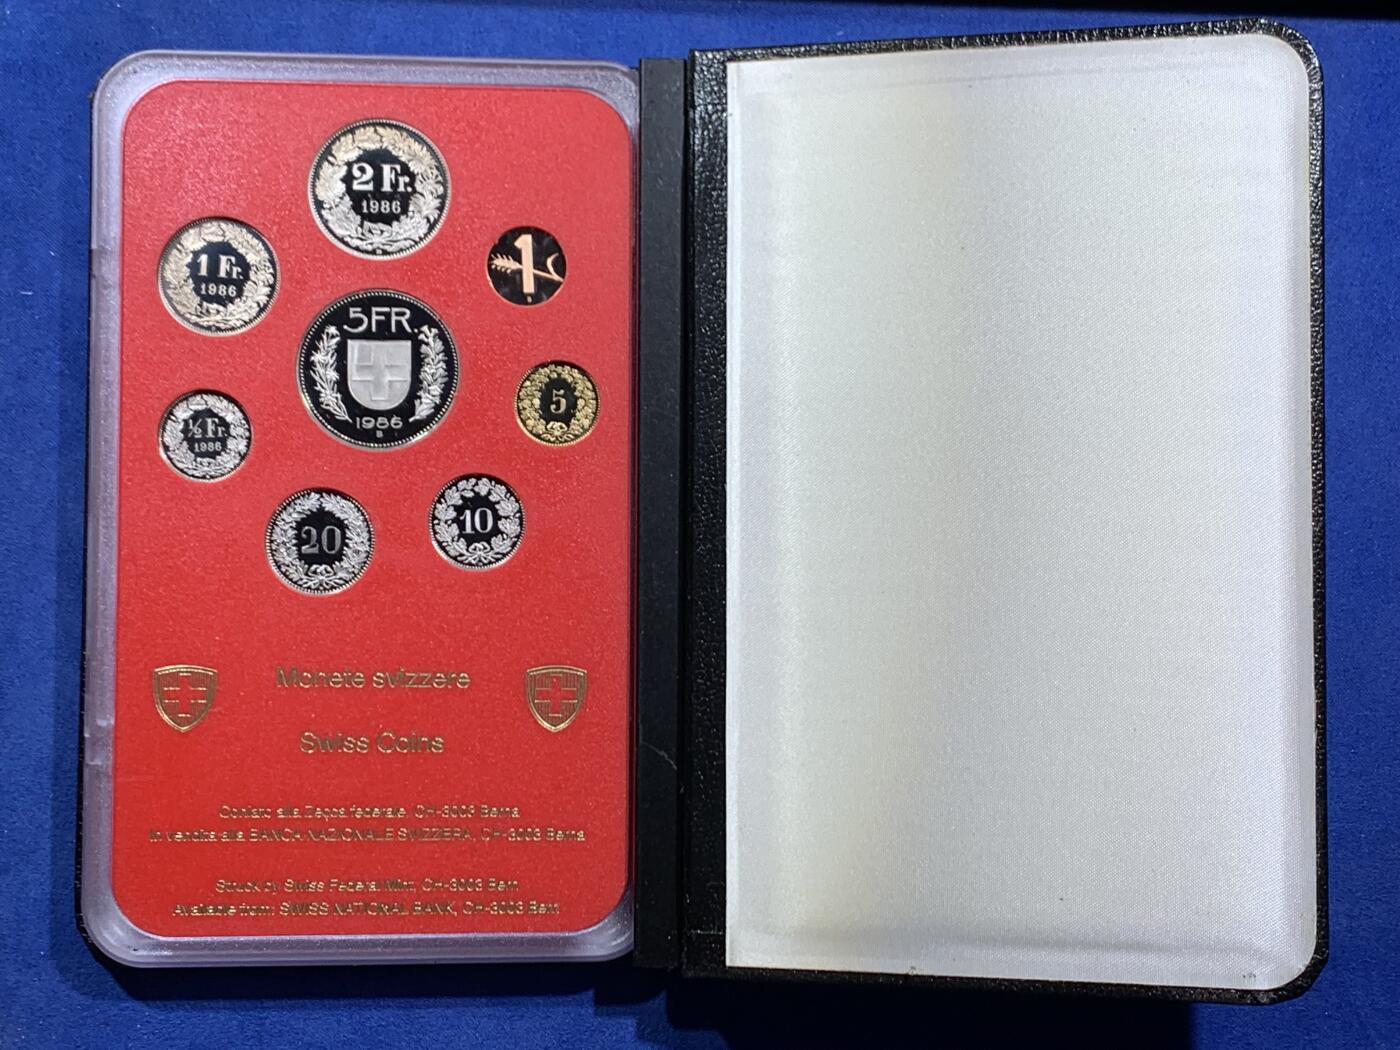 2 Fr.
1986
B
1 Fr.
1986
1
B
5FR.
1986
B
5
½ Fr.
1986
20
10
Monete svizzere
Swiss Coins
Coniato alla Zecca federale, CH-3003 Berna
In vendita alla BANCA NAZIONALE SVIZZERA, CH-3003 Berna
Struck by Swiss Federal Mint, CH-3003 Bern
Available from: SWISS NATIONAL BANK, CH-3003 Bern